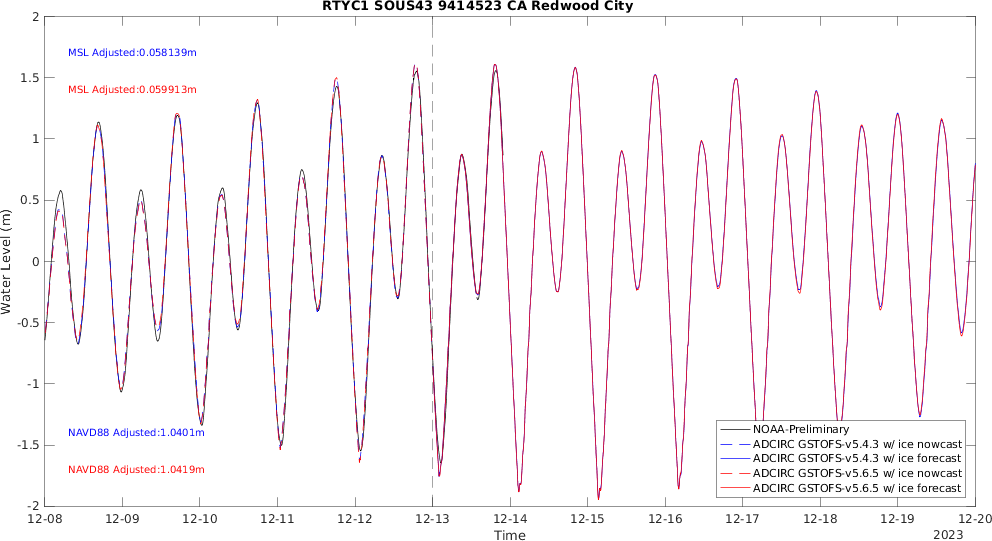 RTYC1 SOUS43 9414523 CA Redwood City
MSL Adjusted:0.058139m
MSL Adjusted:0.059913m
Water Level (m)
2
1.5
1
0.5
0
-0.5
-1
-1.5
-2
NAVD88 Adjusted:1.0401m
NAVD88 Adjusted:1.0419m
NOAA-Preliminary
ADCIRC GSTOFS-v5.4.3 w/ ice nowcast
ADCIRC GSTOFS-v5.4.3 w/ ice forecast
ADCIRC GSTOFS-v5.6.5 w/ ice nowcast
ADCIRC GSTOFS-v5.6.5 w/ ice forecast
12-08 12-09 12-10 12-11 12-12 12-13 12-14 12-15 12-16 12-17 12-18 12-19 12-20
Time
2023